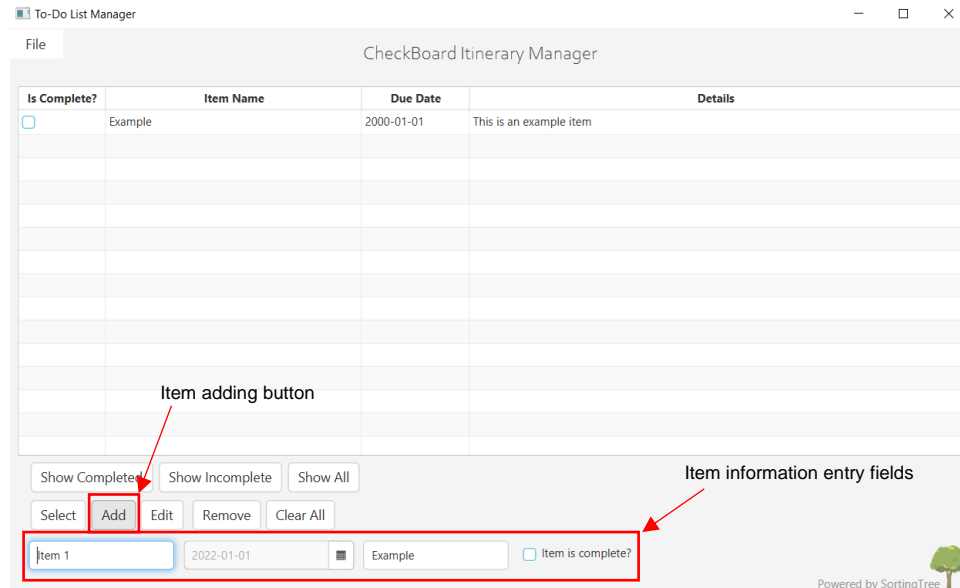 To-Do List Manager
File
CheckBoard Itinerary Manager
Is Complete? Item Name Due Date Details
Example 2000-01-01 This is an example item
Item adding button
Show Completed Show Incomplete Show All
Item information entry fields
Select Add Edit Remove Clear All
Item 1 2022-01-01 Example Item is complete?
Powered by SortingTree